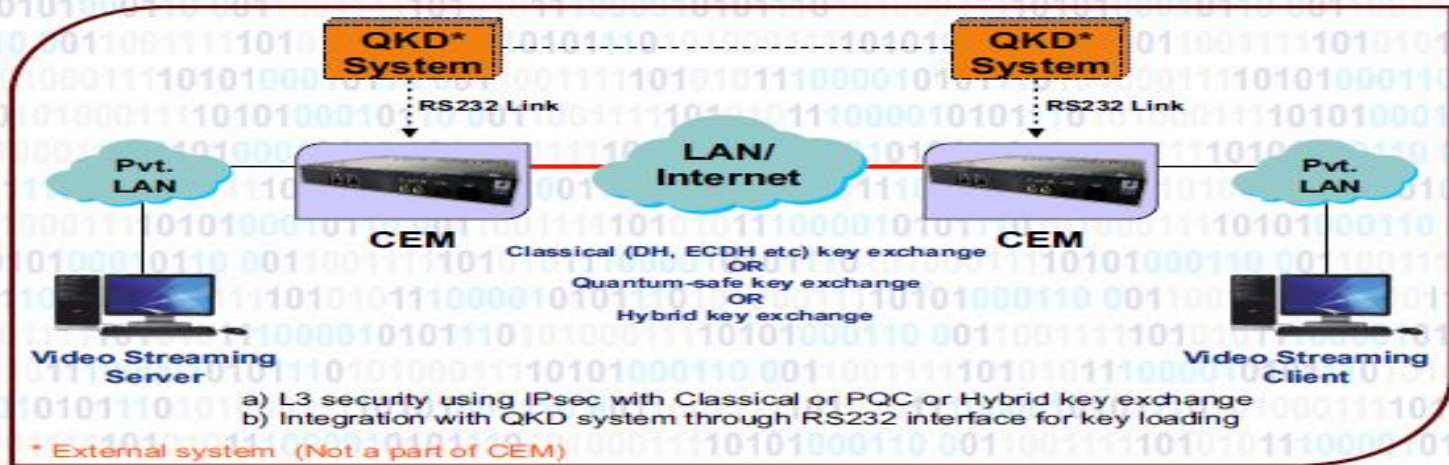 QKD*
System
QKD*
System
RS232 Link
RS232 Link
Pvt.
LAN
LAN/
Internet
Pvt.
LAN
CEM
CEM
Classical (DH, ECDH etc) key exchange
OR
Quantum-safe key exchange
OR
Hybrid key exchange
Video Streaming
Server
Video Streaming
Client
a) L3 security using IPsec with Classical or PQC or Hybrid key exchange
b) Integration with QKD system through RS232 interface for key loading
* External system (Not a part of CEM)